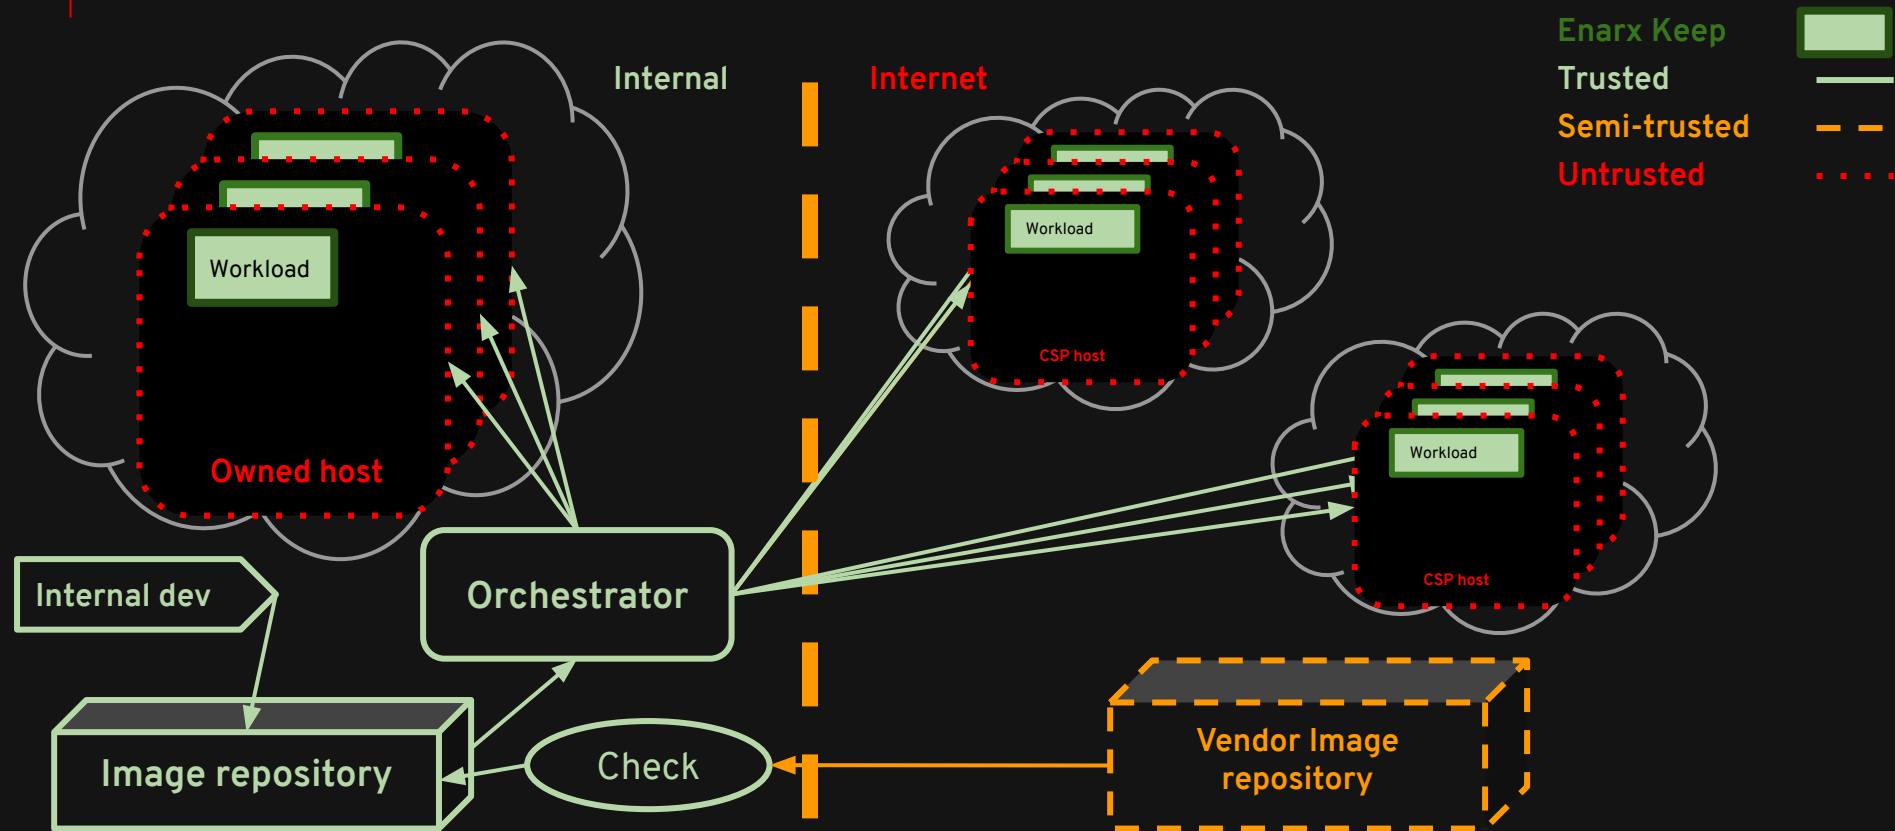 Enarx Keep
Internal
Internet
Trusted
Semi-trusted
Untrusted
Workload
Owned host
Workload
CSP host
Workload
CSP host
Internal dev
Orchestrator
Image repository
Check
Vendor Image
repository